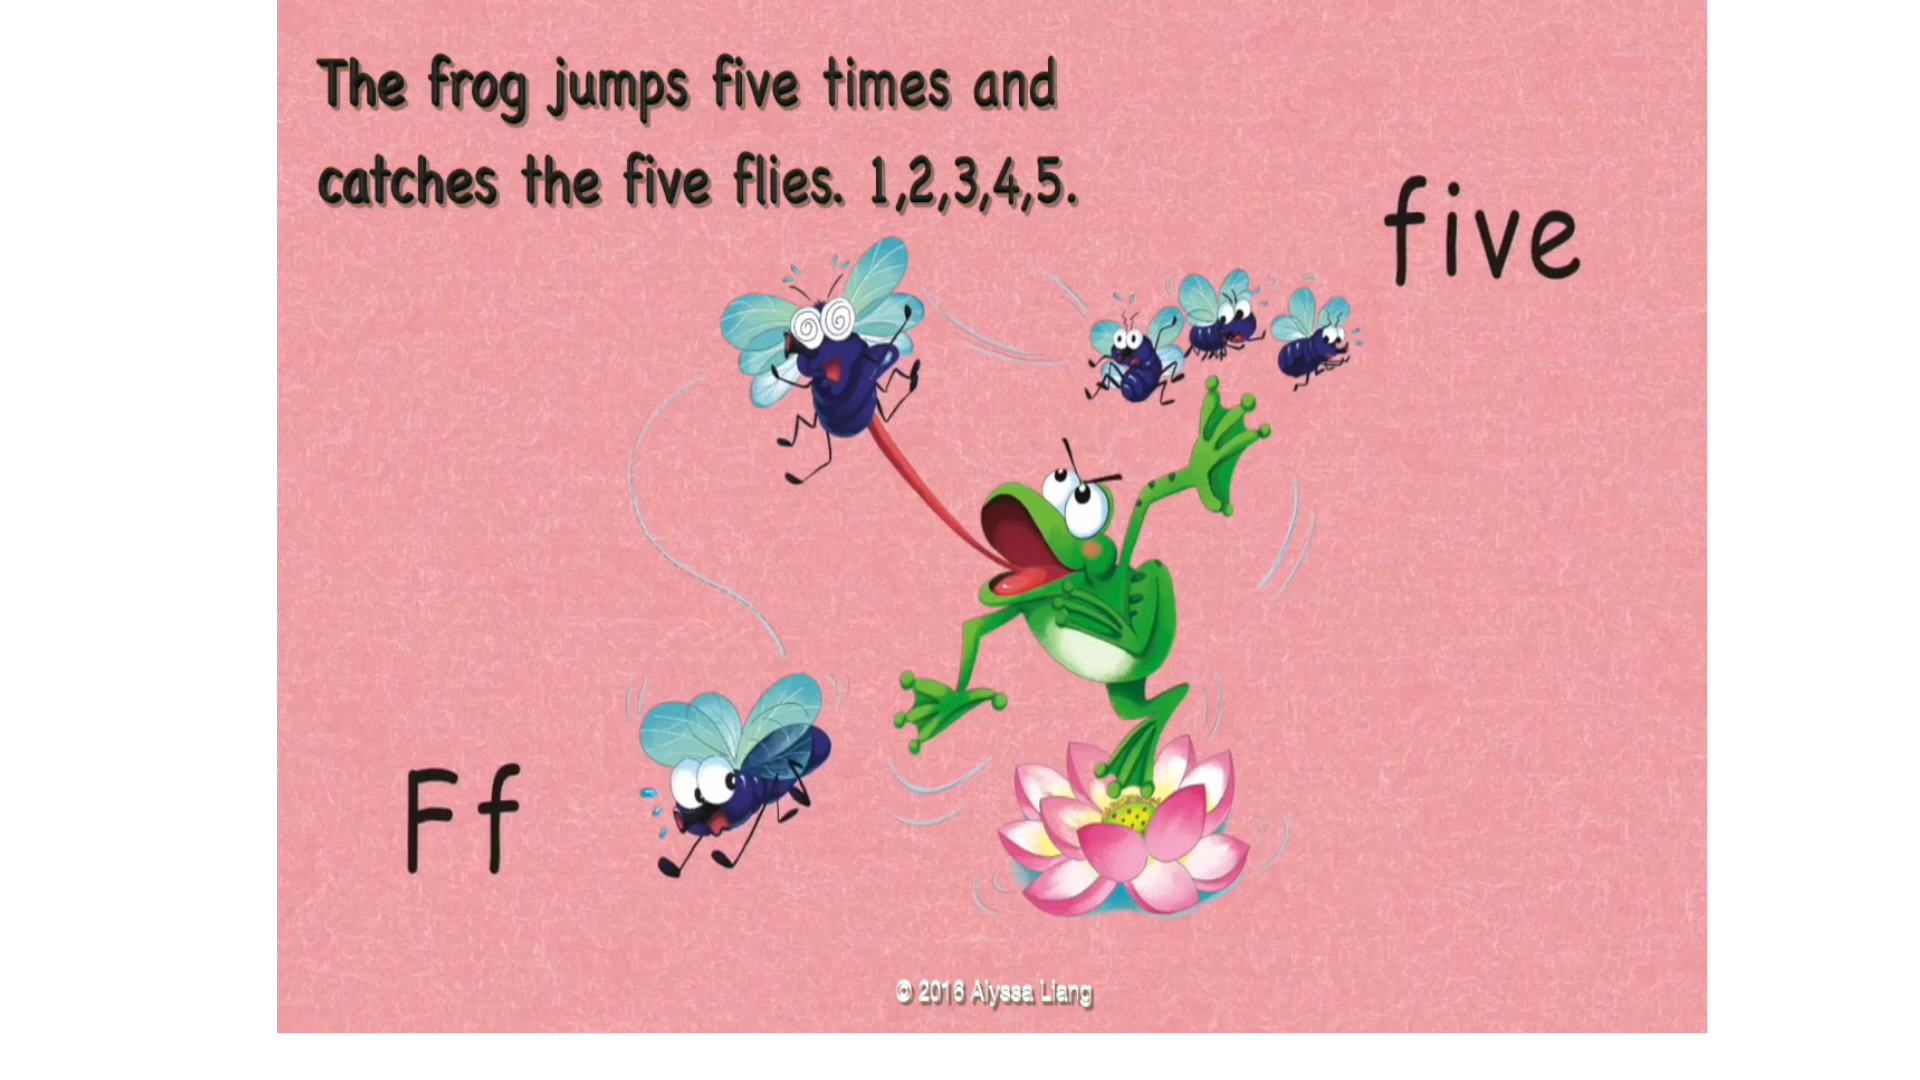 The frog jumps five times and
catches the five flies. 1,2,3,4,5.
five
Ff
© 2016 Alyssa Liang